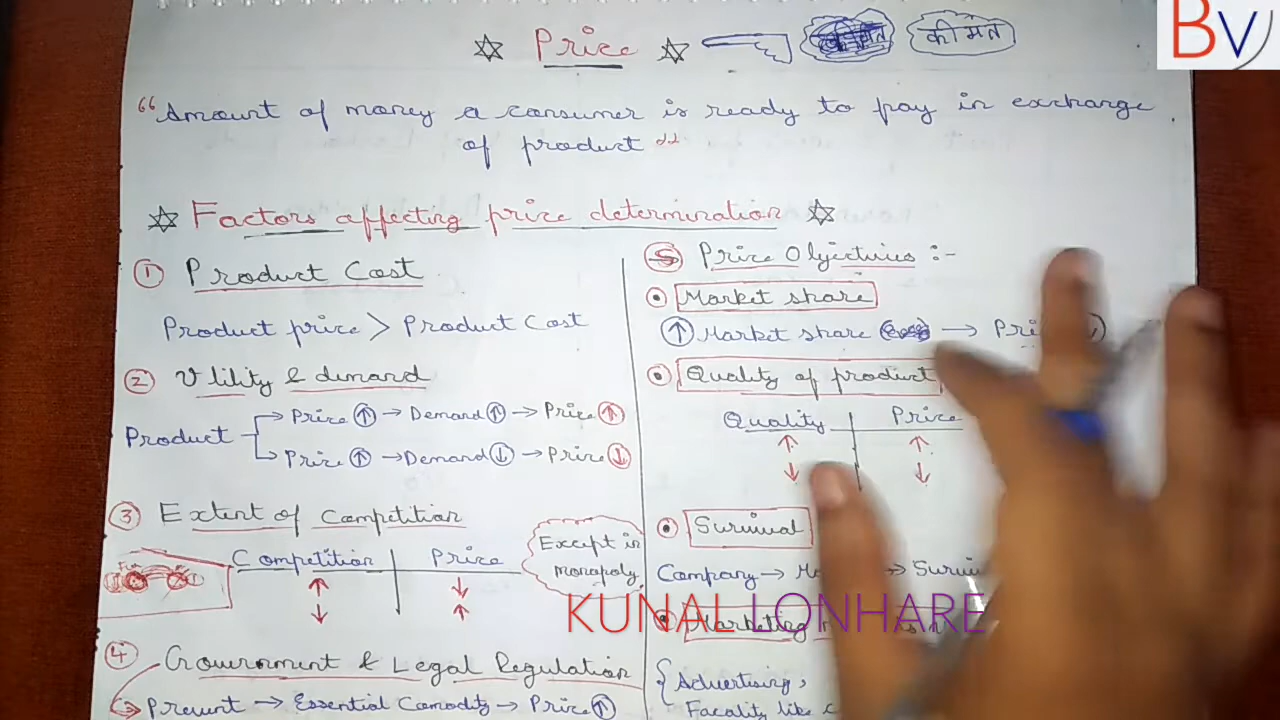 BV
Price कीमत
"Amount of money a consumer is ready to pay in exchange
of product"
Factors affecting price determination
① Product Cost
Product price > Product Cost
② Utility & demand
Product
Price ↑ → Demand ↑ → Price ↑
Price ↑ → Demand ↓ → Price ↓
③ Extent of Competition
Competition Price
↑ ↓
↓ ↑
Except in
monopoly
④ Government & Legal Regulation
Prevent → Essential Comodity → Price ↑
⑤ Price Objectives :-
Market share
↑ Market share →
Quality of product
Quality Price
↑ ↑
↓ ↓
Survival
Company →
Marketing
{ Advertising,
Facality like
KUNAL LONHARE